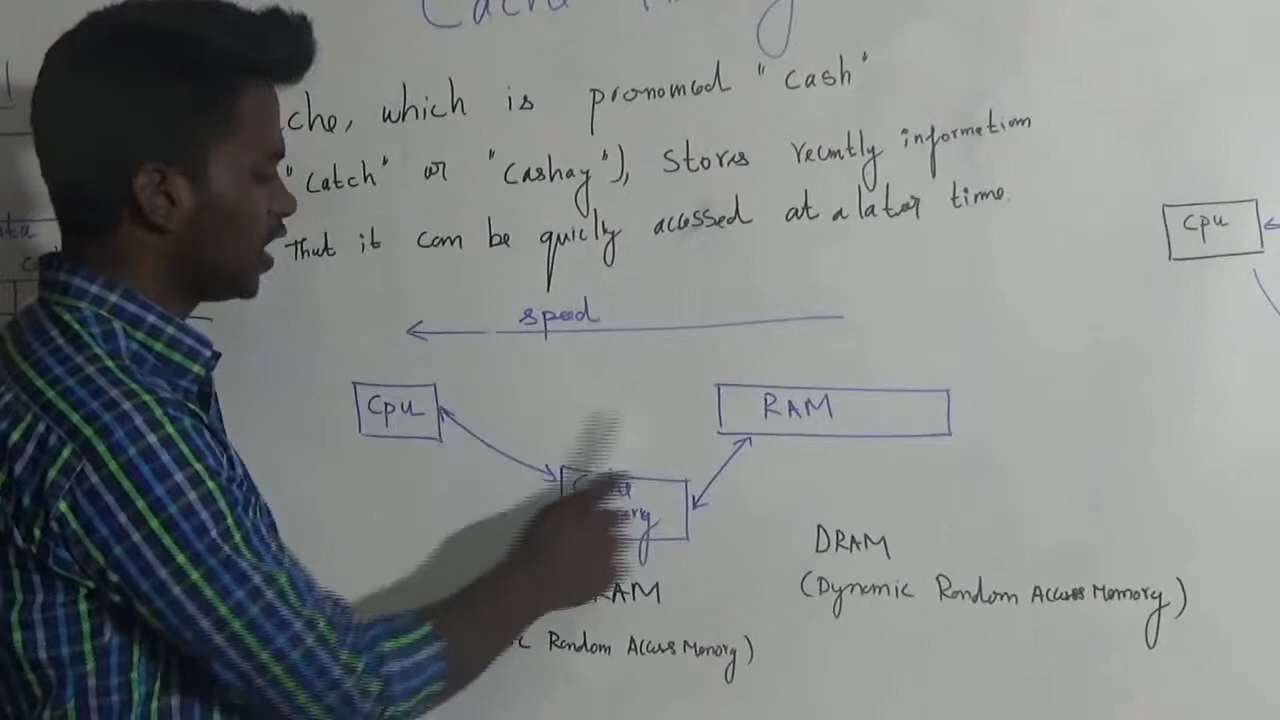 che, which is pronomced "cash"
"catch" or "cashay"), stores recently information
That it can be quickly accessed at a later time.
Cpu
speed
Cpu
RAM
DRAM
RAM
(Dynamic Random Access Memory)
Random Access Memory)